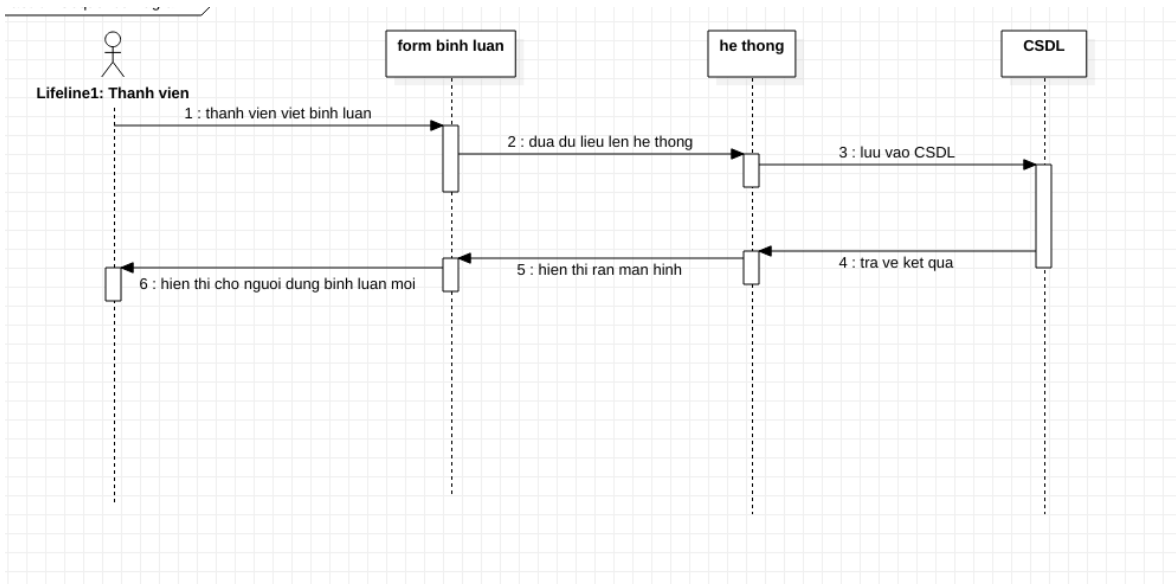 form binh luan
he thong
CSDL
Lifeline1: Thanh vien
1 : thanh vien viet binh luan
2 : dua du lieu len he thong
3 : luu vao CSDL
4 : tra ve ket qua
5 : hien thi ran man hinh
6 : hien thi cho nguoi dung binh luan moi